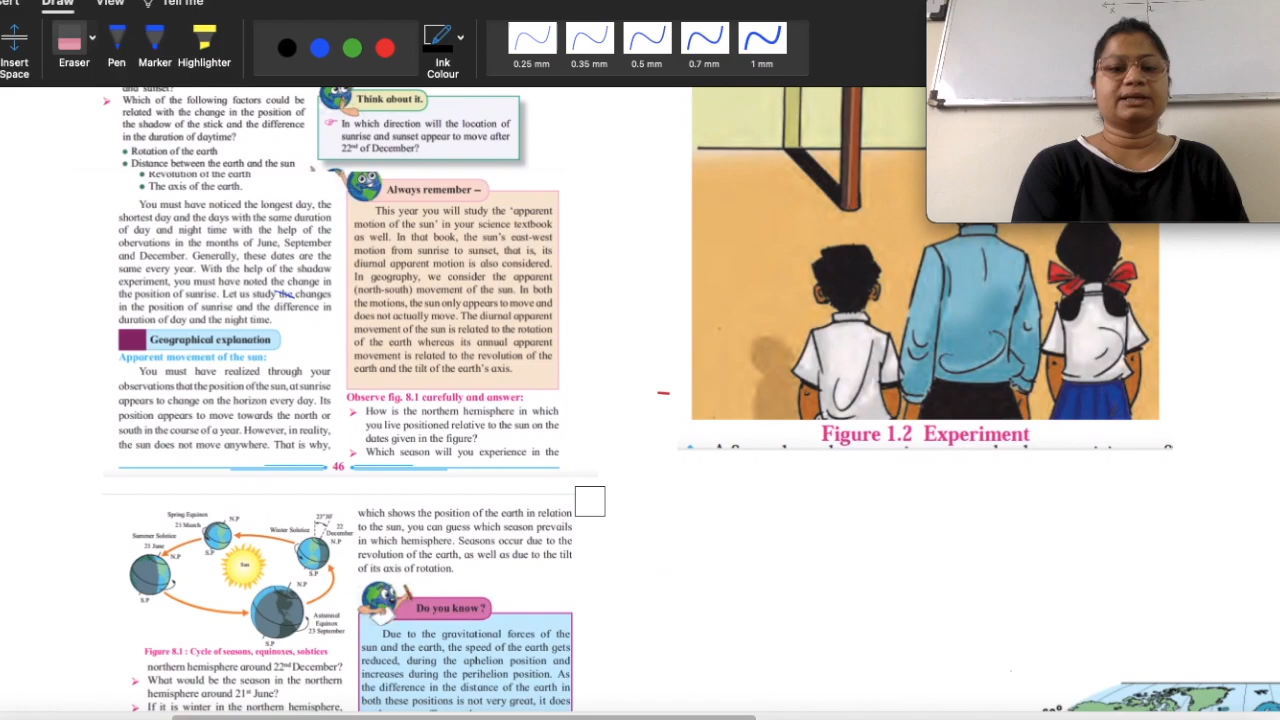 Draw
View
Tell me
Insert
Space
Eraser
Pen
Marker
Highlighter
Ink
Colour
0.25 mm
0.35 mm
0.5 mm
0.7 mm
1 mm
and sunset?
➤ Which of the following factors could be
related with the change in the position of
the shadow of the stick and the difference
in the duration of daytime?
• Rotation of the earth
• Distance between the earth and the sun
• Revolution of the earth
• The axis of the earth.
You must have noticed the longest day, the
shortest day and the days with the same duration
of day and night time with the help of the
obervations in the months of June, September
and December. Generally, these dates are the
same every year. With the help of the shadaw
experiment, you must have noted the change in
the position of sunrise. Let us study the changes
in the position of sunrise and the difference in
duration of day and the night time.
Geographical explanation
Apparent movement of the sun:
You must have realized through your
observations that the position of the sun, at sunrise
appears to change on the horizon every day. Its
position appears to move towards the north or
south in the course of a year. However, in reality,
the sun does not move anywhere. That is why,
Think about it.
☞ In which direction will the location of
sunrise and sunset appear to move after
22nd of December?
Always remember –
This year you will study the ‘apparent
motion of the sun’ in your science textbook
as well. In that book, the sun's east-west
motion from sunrise to sunset, that is, its
diurnal apparent motion is also considered.
In geography, we consider the apparent
(north-south) movement of the sun. In both
the motions, the sun only appears to move and
does not actually move. The diurnal apparent
movement of the sun is related to the rotation
of the earth whereas its annual apparent
movement is related to the revolution of the
earth and the tilt of the earth's axis.
Observe fig. 8.1 carefully and answer:
➤ How is the northern hemisphere in which
you live positioned relative to the sun on the
dates given in the figure?
➤ Which season will you experience in the
46
Spring Equinox
21 March
N.P
S.P
Winter Solstice
23°30'
22
December
N.P
S.P
Summer Solstice
21 June
N.P
S.P
Sun
N.P
S.P
Autumnal
Equinox
23 September
Figure 8.1 : Cycle of seasons, equinoxes, solstices
northern hemisphere around 22nd December?
➤ What would be the season in the northern
hemisphere around 21st June?
➤ If it is winter in the northern hemisphere,
which shows the position of the earth in relation
to the sun, you can guess which season prevails
in which hemisphere. Seasons occur due to the
revolution of the earth, as well as due to the tilt
of its axis of rotation.
Do you know ?
Due to the gravitational forces of the
sun and the earth, the speed of the earth gets
reduced, during the aphelion position and
increases during the perihelion position. As
the difference in the distance of the earth in
both these positions is not very great, it does
Figure 1.2 Experiment